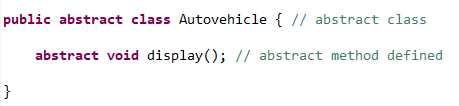 public abstract class Autovehicle { // abstract class
abstract void display(); // abstract method defined
}